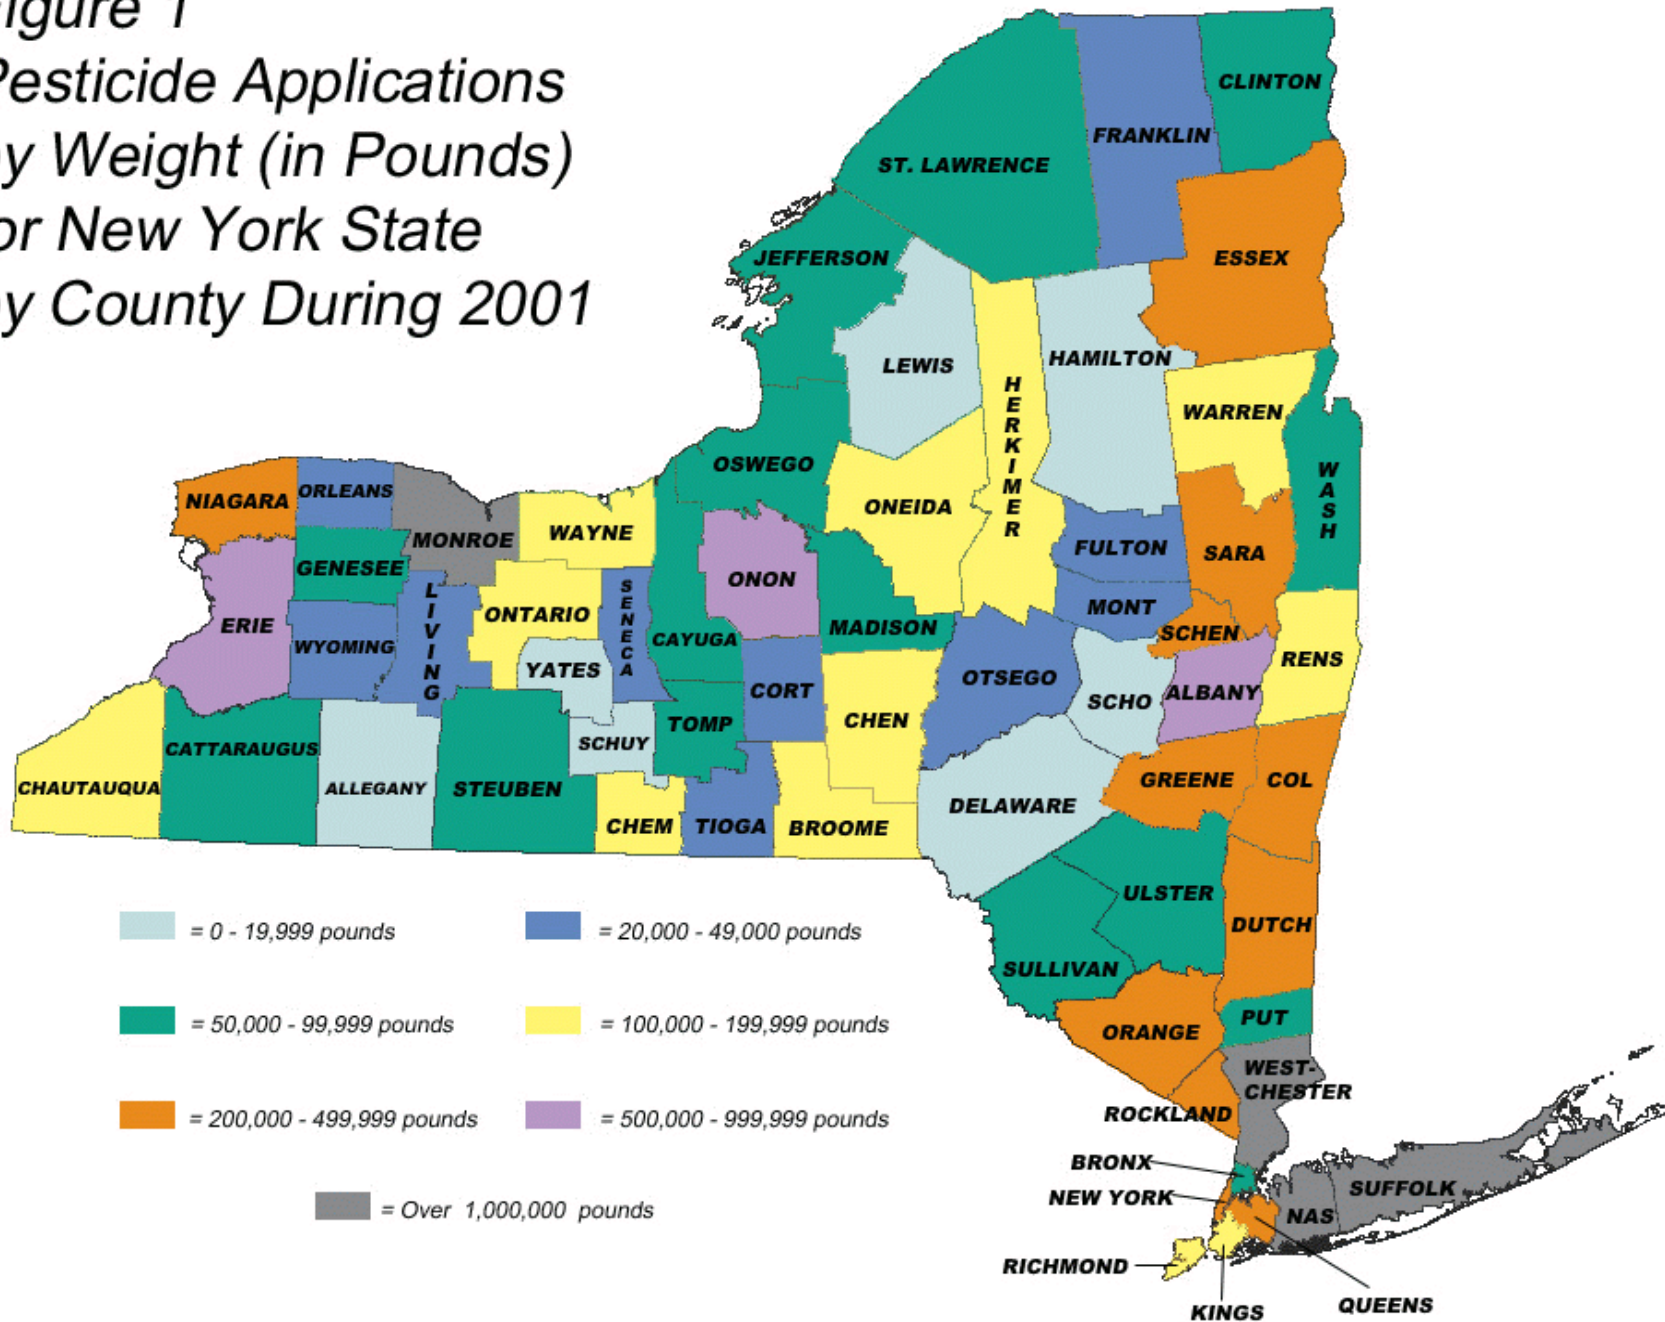 igure 1
Pesticide Applications
by Weight (in Pounds)
or New York State
by County During 2001
CLINTON
FRANKLIN
ST. LAWRENCE
JEFFERSON
ESSEX
LEWIS
HAMILTON
HERKIMER
WARREN
OSWEGO
WASH
NIAGARA
ORLEANS
ONEIDA
MONROE
WAYNE
FULTON
SARA
GENESEE
ONON
LIVING
SENECA
MONT
ONTARIO
ERIE
MADISON
SCHEN
CAYUGA
WYOMING
RENS
YATES
OTSEGO
CORT
ALBANY
SCHO
CHEN
TOMP
SCHUY
CATTARAUGUS
GREENE
COL
CHAUTAUQUA
ALLEGANY
STEUBEN
DELAWARE
CHEM
TIOGA
BROOME
ULSTER
DUTCH
SULLIVAN
PUT
ORANGE
WEST-
CHESTER
ROCKLAND
BRONX
NEW YORK
SUFFOLK
NAS
RICHMOND
QUEENS
KINGS
= 0 - 19,999 pounds
= 20,000 - 49,000 pounds
= 50,000 - 99,999 pounds
= 100,000 - 199,999 pounds
= 200,000 - 499,999 pounds
= 500,000 - 999,999 pounds
= Over 1,000,000 pounds